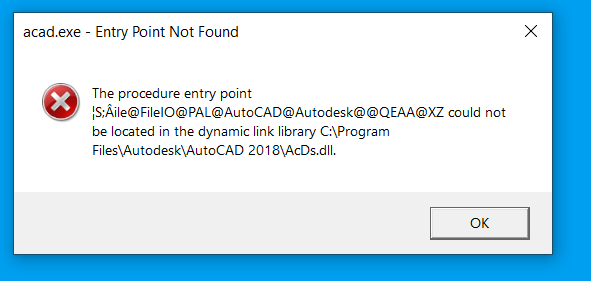 acad.exe - Entry Point Not Found
The procedure entry point
¦S;Âile@FileIO@PAL@AutoCAD@Autodesk@@QEAA@XZ could not
be located in the dynamic link library C:\Program
Files\Autodesk\AutoCAD 2018\AcDs.dll.
OK